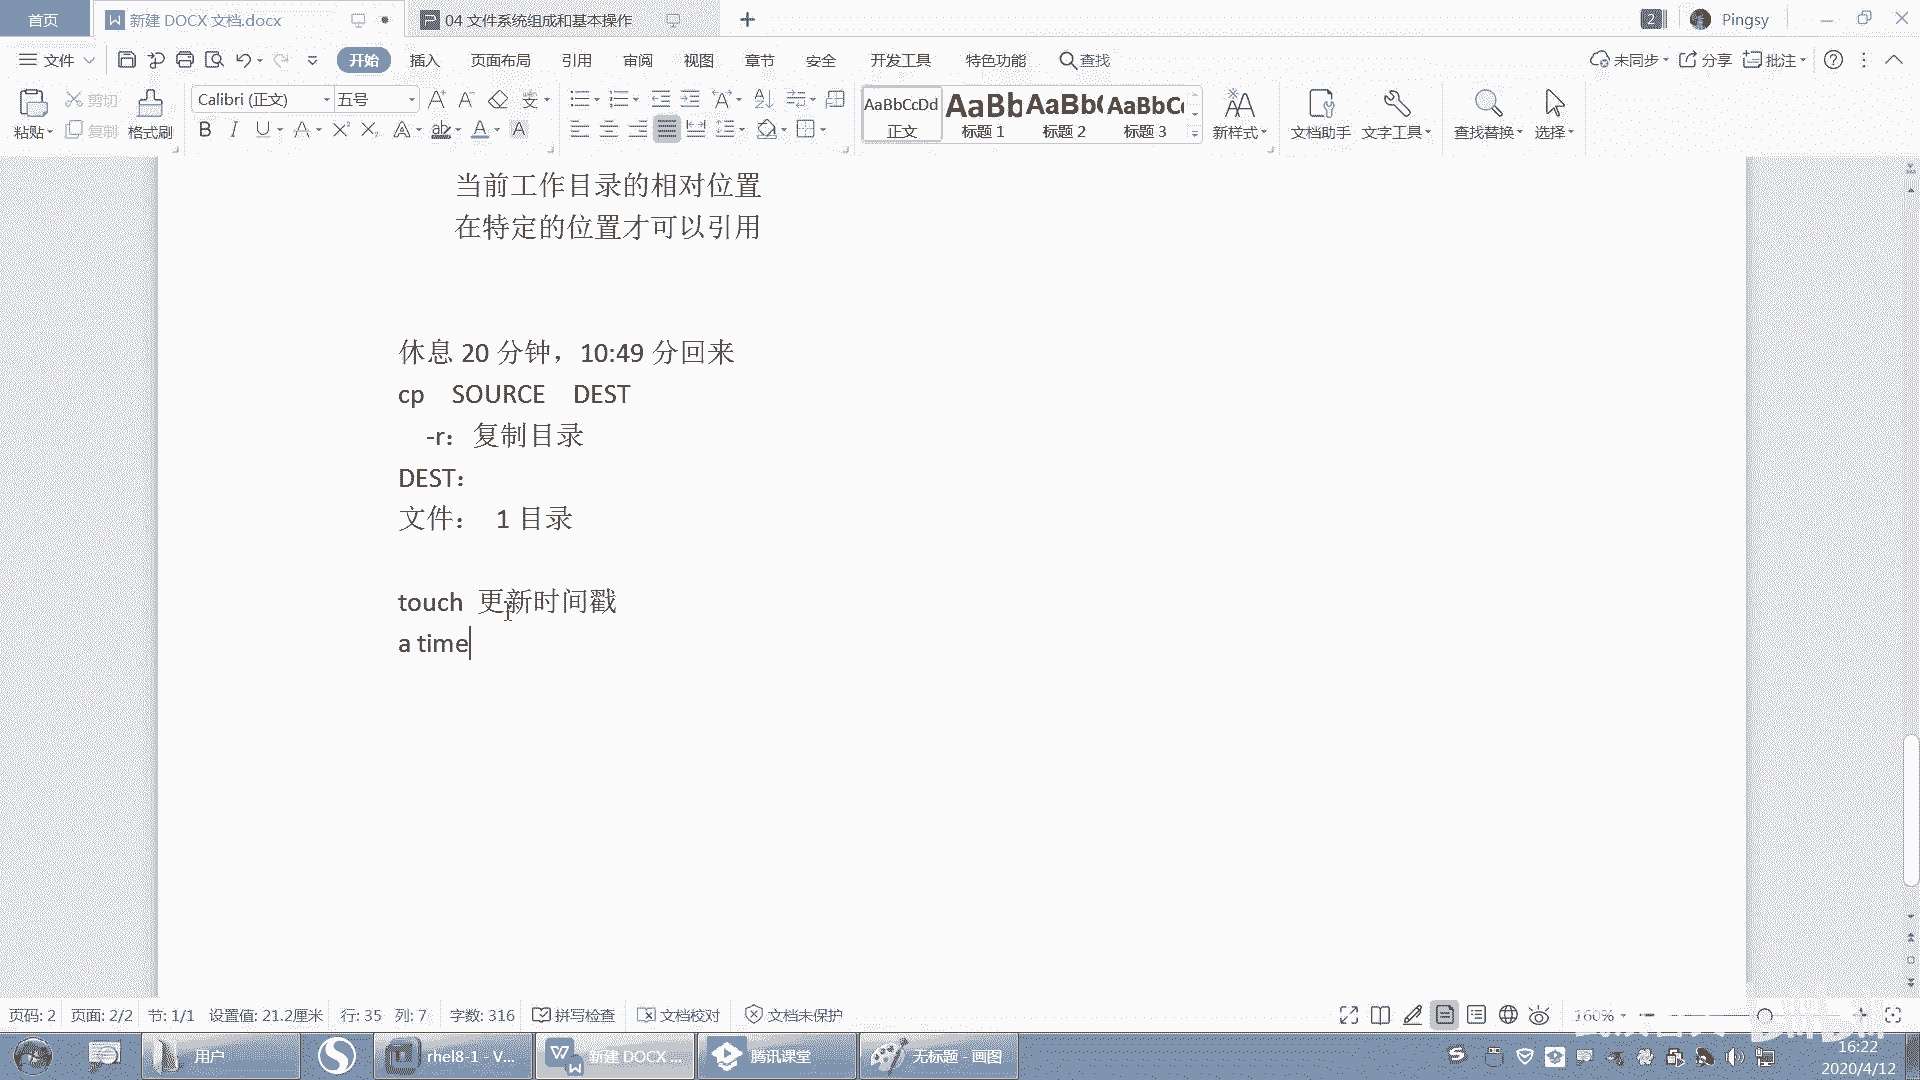 首页 新建 DOCX 文档.docx 04 文件系统组成和基本操作 2 Pingsy
文件 开始 插入 页面布局 引用 审阅 视图 章节 安全 开发工具 特色功能 查找 未同步 分享 批注
粘贴 剪切 复制 格式刷 Calibri (正文) 五号 AaBbCcDd 正文 AaBb 标题 1 AaBb( 标题 2 AaBbC 标题 3 新样式 文档助手 文字工具 查找替换 选择
当前工作目录的相对位置
在特定的位置才可以引用
休息 20 分钟，10:49 分回来
cp SOURCE DEST
-r：复制目录
DEST：
文件： 1 目录
touch 更新时间戳
a time
页码: 2 页面: 2/2 节: 1/1 设置值: 21.2厘米 行: 35 列: 7 字数: 316 拼写检查 文档校对 文档未保护 160%
用户 rhel8-1 - V... 新建 DOCX ... 腾讯课堂 无标题 - 画图 16:22
2020/4/12